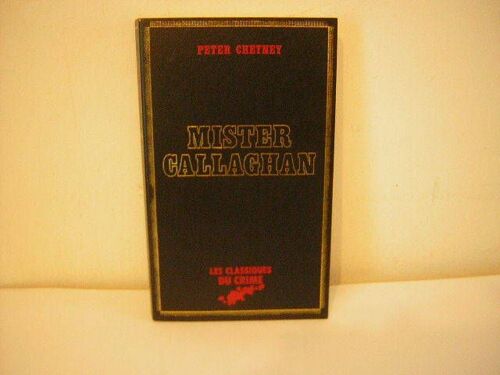 PETER CHEYNEY
MISTER
CALLAGHAN
LES CLASSIQUES
DU CRIME